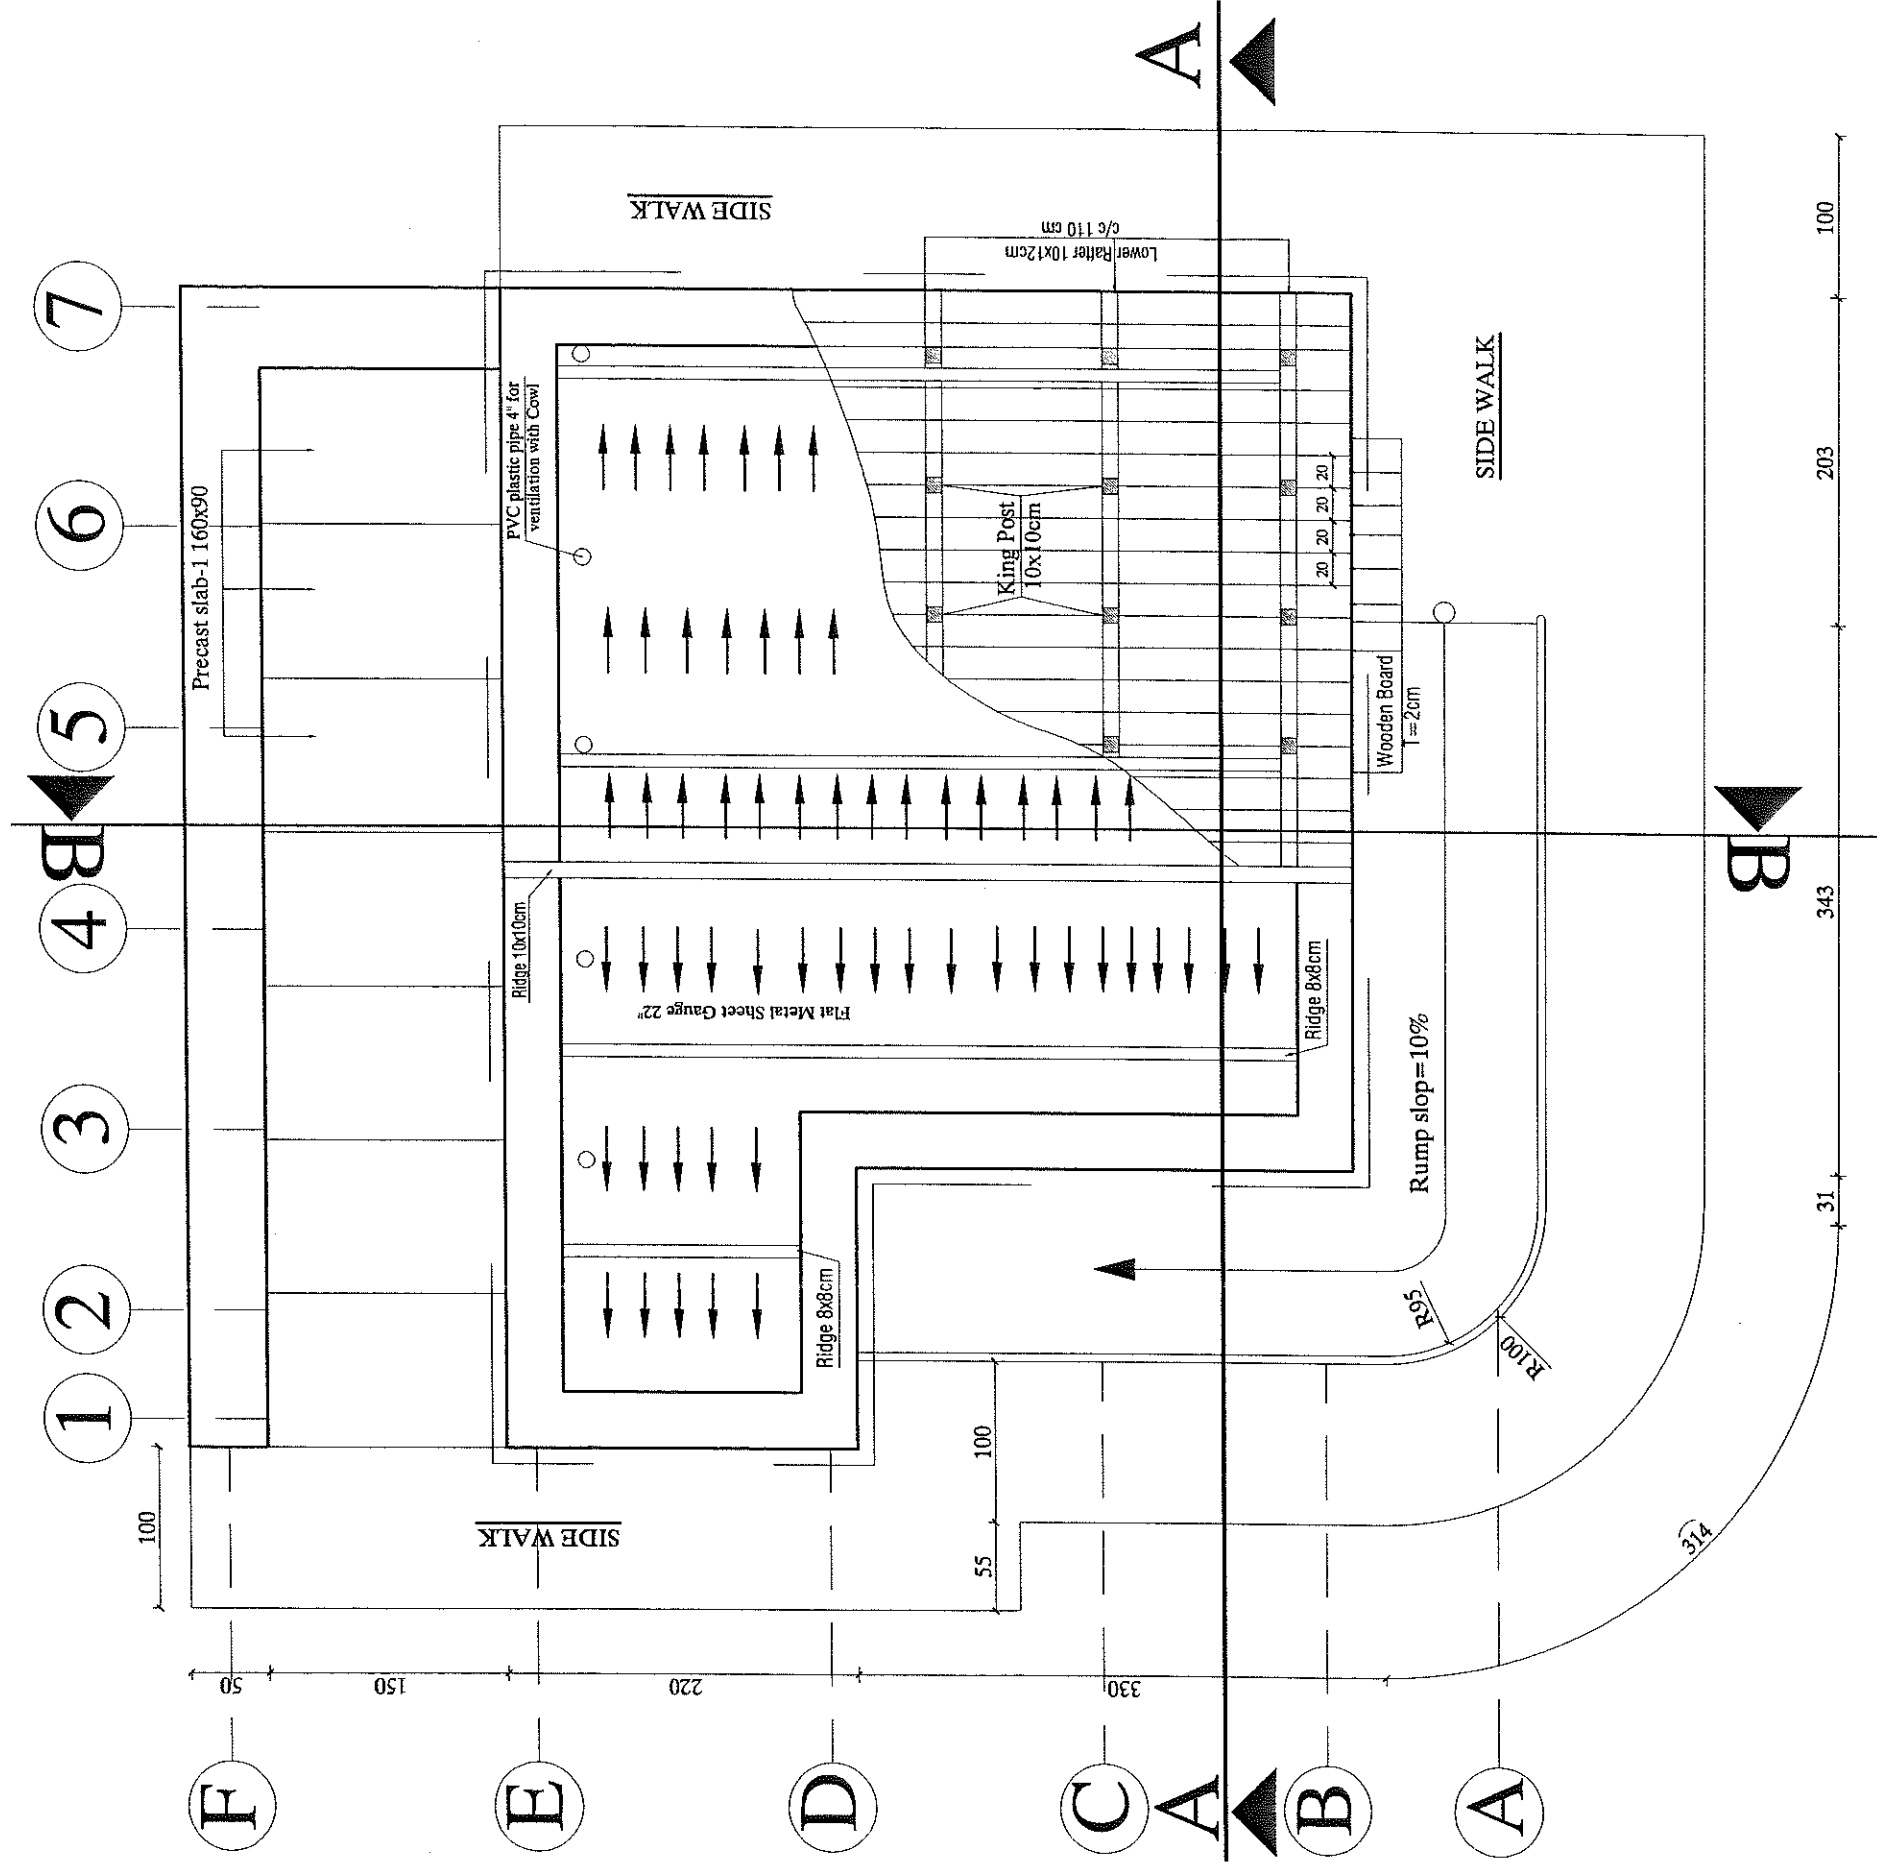 7
6
5
4
3
2
1
B
A
Precast slab-1 160x90
SIDE WALK
PVC plastic pipe 4" for
ventilation with Cowl
Lower Rafter 10x12cm
c/c 110 cm
King Post
10x10cm
20
20
20
20
SIDE WALK
Wooden Board
T=2cm
Ridge 10x10cm
Flat Metal Sheet Gauge 22"
Ridge 8x8cm
Ridge 8x8cm
Rump slop=10%
R95
R100
SIDE WALK
100
100
55
314
100
203
343
31
50
150
220
330
B
F
E
D
C
A
B
A